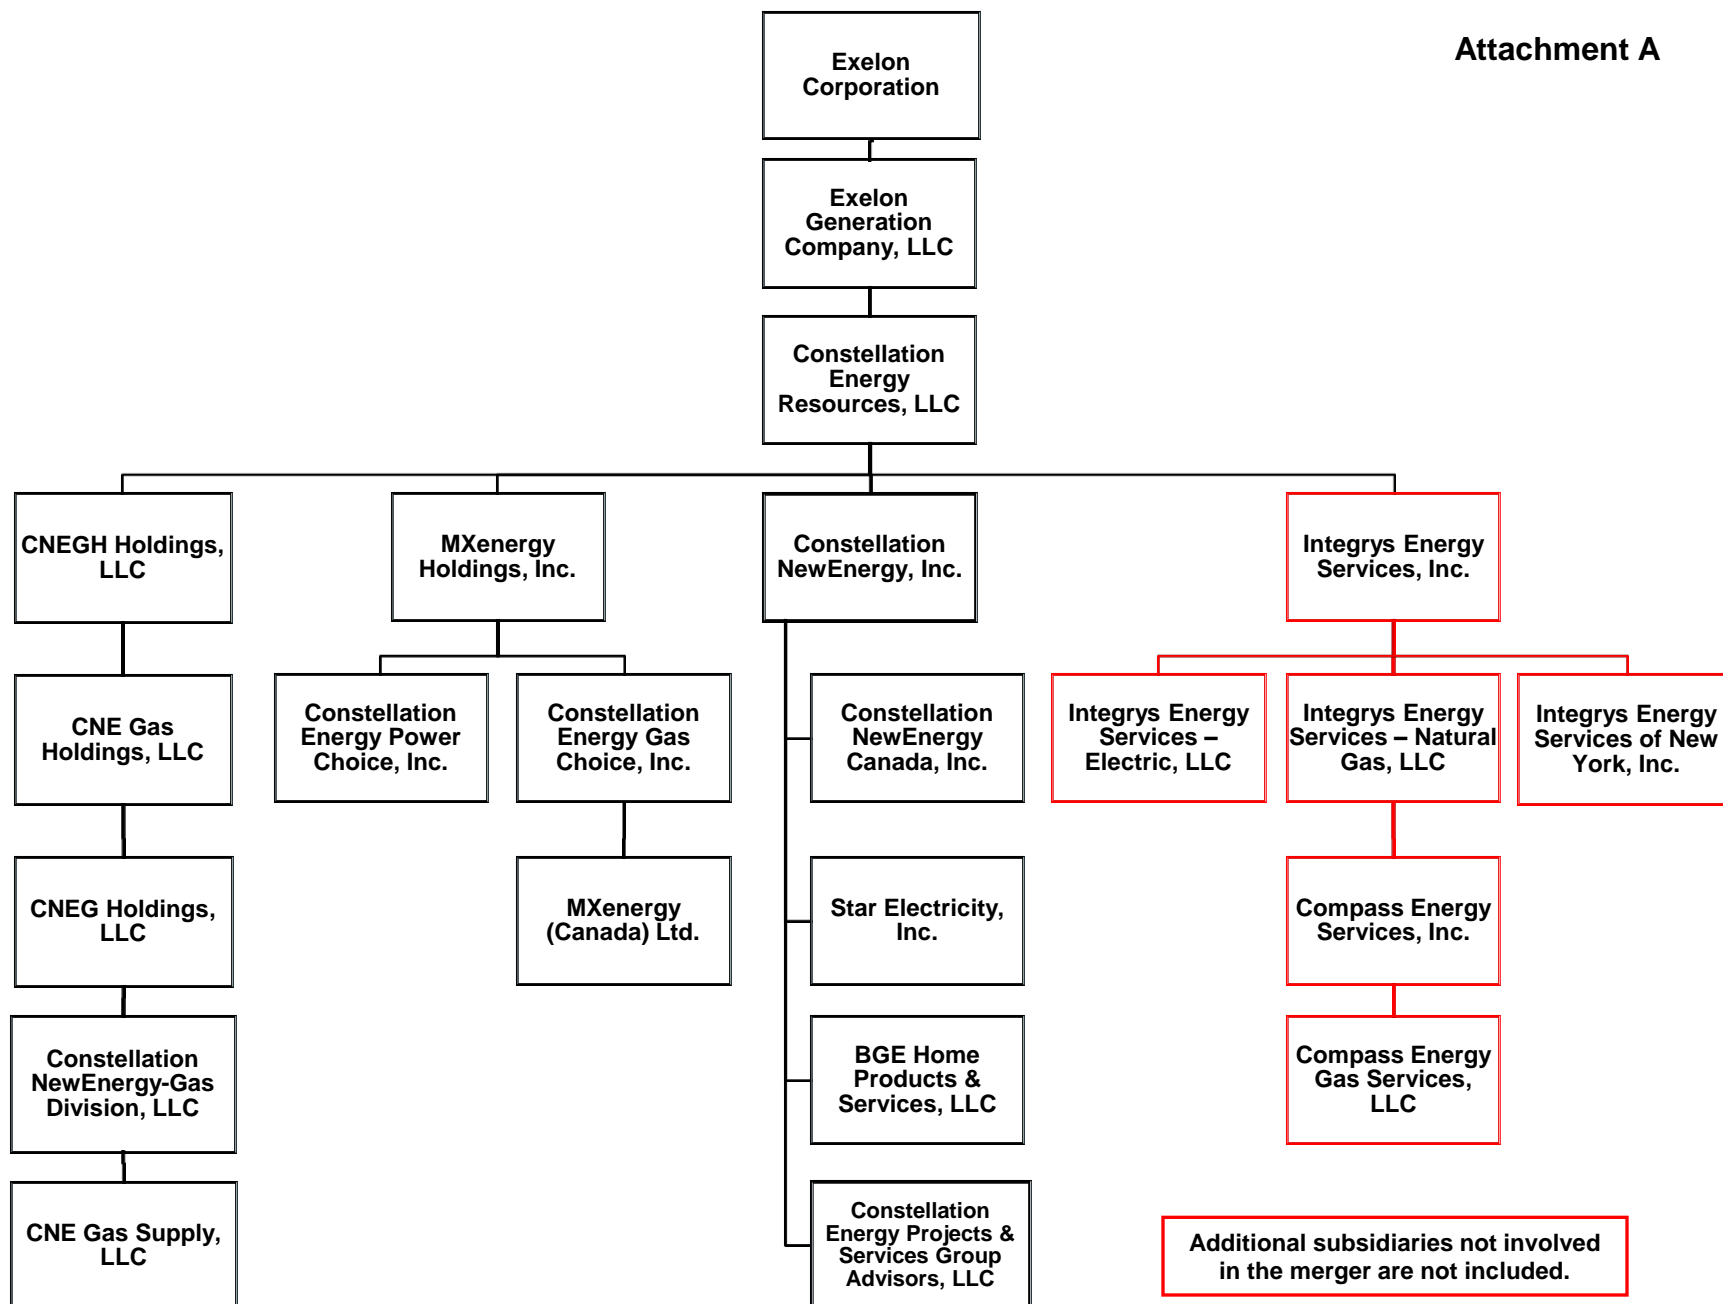 Attachment A
Exelon
Corporation
Exelon
Generation
Company, LLC
Constellation
Energy
Resources, LLC
CNEGH Holdings,
LLC
MXenergy
Holdings, Inc.
Constellation
NewEnergy, Inc.
Integrys Energy
Services, Inc.
CNE Gas
Holdings, LLC
Constellation
Energy Power
Choice, Inc.
Constellation
Energy Gas
Choice, Inc.
Constellation
NewEnergy
Canada, Inc.
Integrys Energy
Services –
Electric, LLC
Integrys Energy
Services – Natural
Gas, LLC
Integrys Energy
Services of New
York, Inc.
CNEG Holdings,
LLC
MXenergy
(Canada) Ltd.
Star Electricity,
Inc.
Compass Energy
Services, Inc.
Constellation
NewEnergy-Gas
Division, LLC
BGE Home
Products &
Services, LLC
Compass Energy
Gas Services,
LLC
CNE Gas Supply,
LLC
Constellation
Energy Projects &
Services Group
Advisors, LLC
Additional subsidiaries not involved
in the merger are not included.